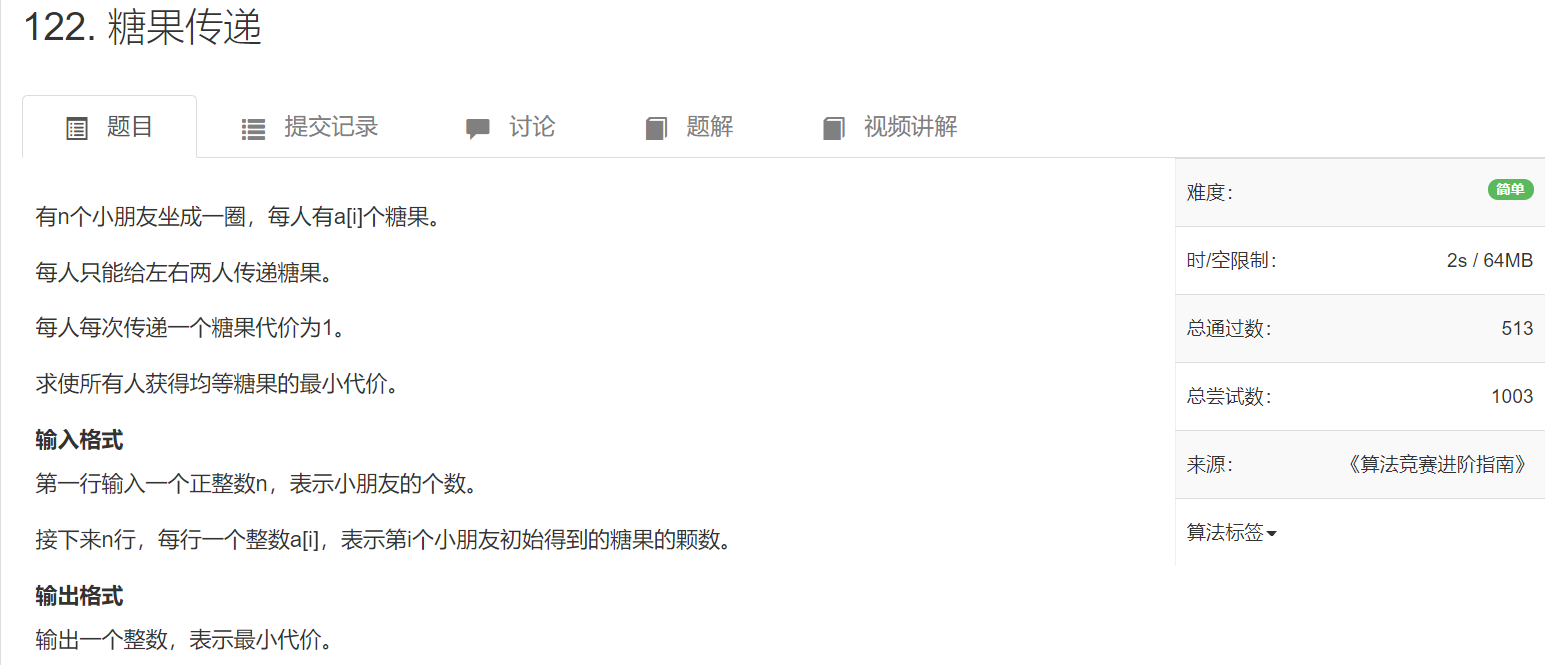 122. 糖果传递
题目 提交记录 讨论 题解 视频讲解
有n个小朋友坐成一圈，每人有a[i]个糖果。
每人只能给左右两人传递糖果。
每人每次传递一个糖果代价为1。
求使所有人获得均等糖果的最小代价。
输入格式
第一行输入一个正整数n，表示小朋友的个数。
接下来n行，每行一个整数a[i]，表示第i个小朋友初始得到的糖果的颗数。
输出格式
输出一个整数，表示最小代价。
难度： 简单
时/空限制： 2s / 64MB
总通过数： 513
总尝试数： 1003
来源： 《算法竞赛进阶指南》
算法标签